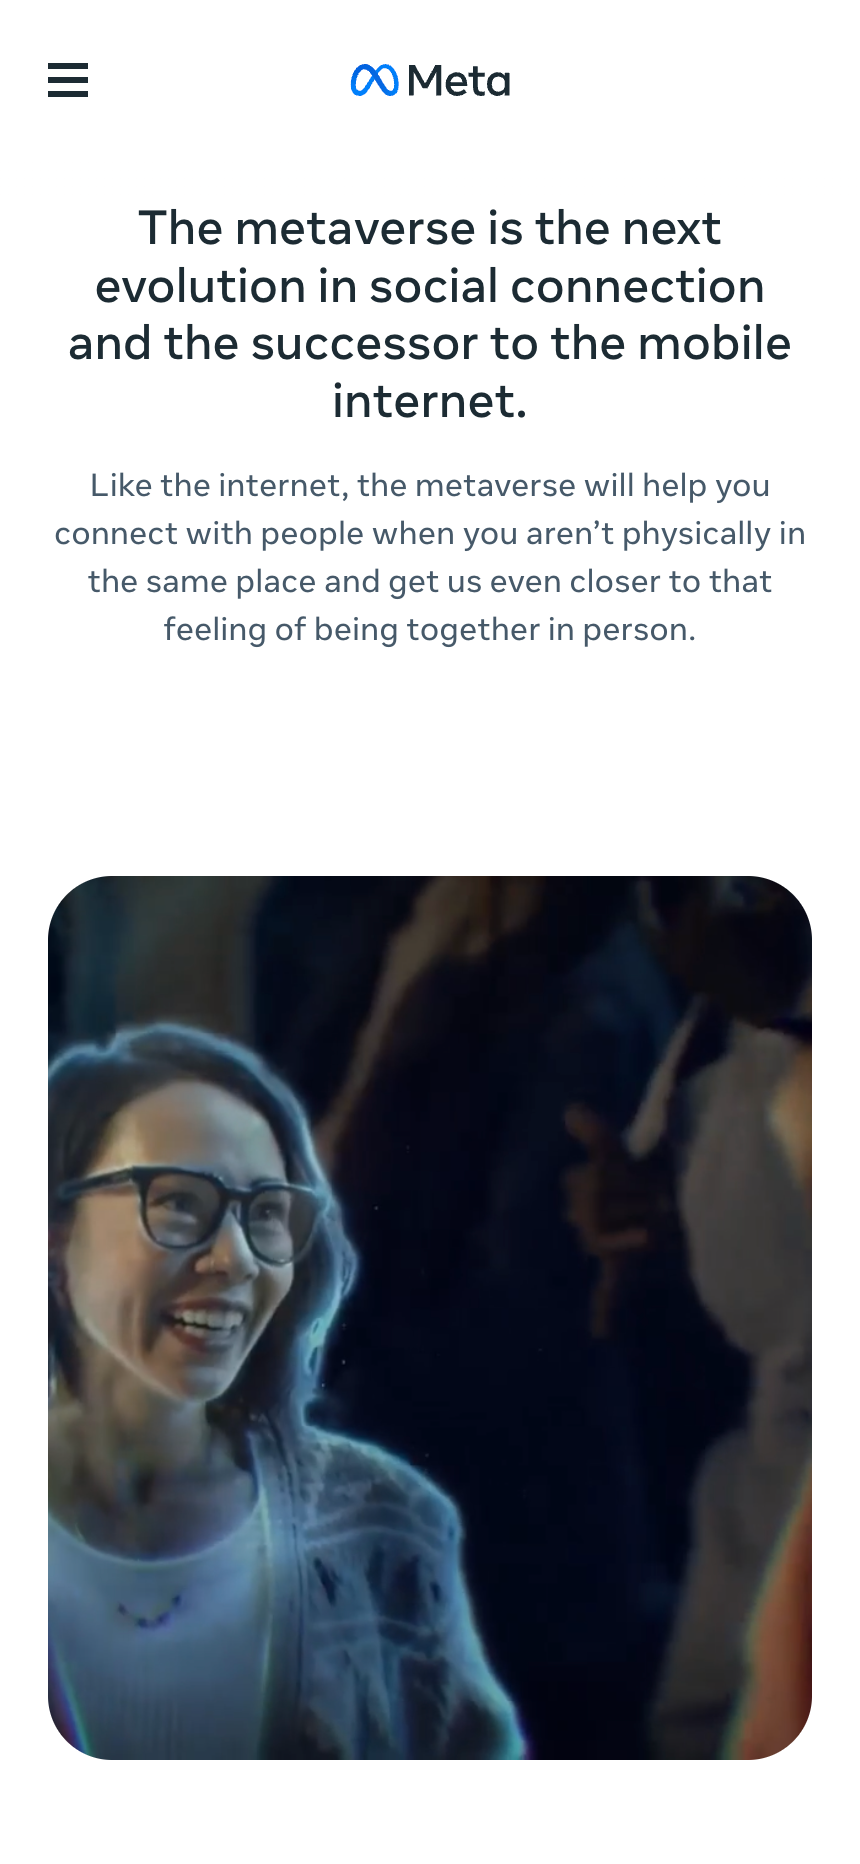 Meta
The metaverse is the next
evolution in social connection
and the successor to the mobile
internet.
Like the internet, the metaverse will help you
connect with people when you aren’t physically in
the same place and get us even closer to that
feeling of being together in person.